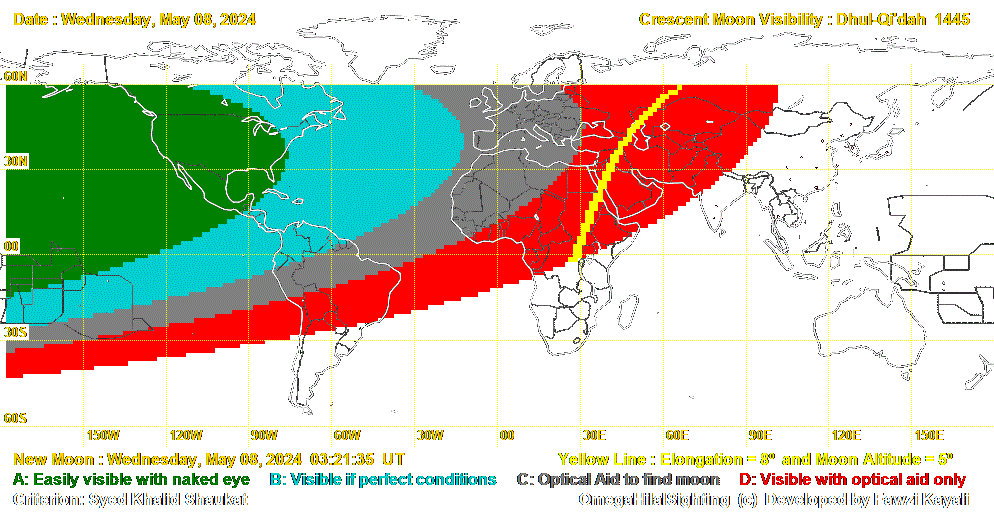 Date : Wednesday, May 08, 2024 Crescent Moon Visibility : Dhul-Qi'dah 1445
60N
30N
00
30S
60S
150W 120W 90W 60W 30W 00 30E 60E 90E 120E 150E
New Moon : Wednesday, May 08, 2024 03:21:35 UT Yellow Line : Elongation = 8º and Moon Altitude = 5º
A: Easily visible with naked eye B: Visible if perfect conditions C: Optical Aid to find moon D: Visible with optical aid only
Criterion: Syed Khalid Shaukat OmegaHilalSighting (c) Developed by Fawzi Kayali